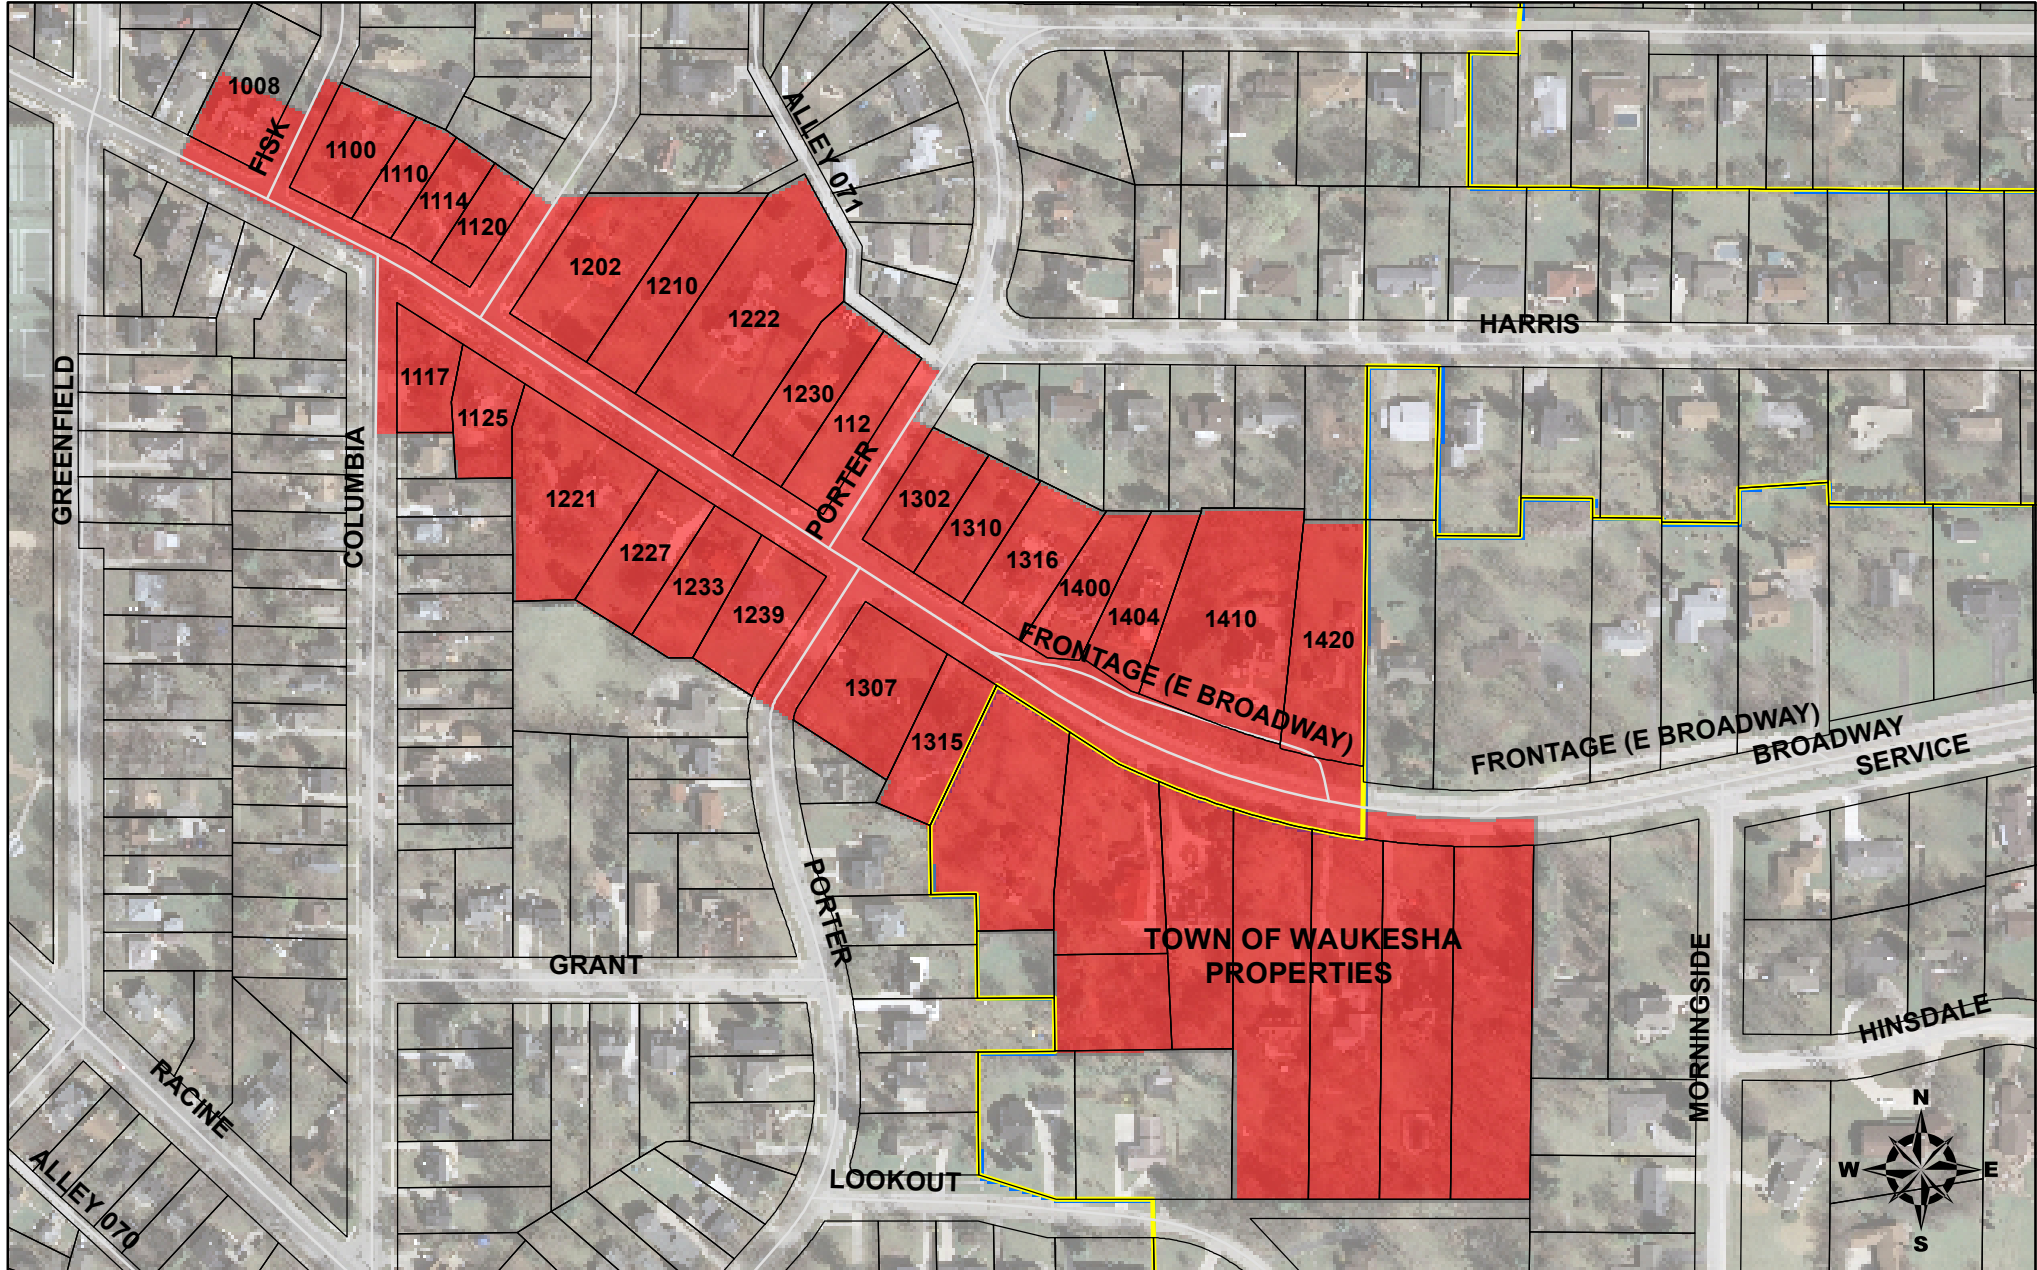 1008
FISK
1100
1110
1114
1120
ALLEY 071
1202
1210
1222
1230
112
PORTER
HARRIS
GREENFIELD
COLUMBIA
1117
1125
1221
1227
1233
1239
1302
1310
1316
1400
1404
1410
1420
FRONTAGE (E BROADWAY)
1307
1315
FRONTAGE (E BROADWAY)
BROADWAY
SERVICE
PORTER
GRANT
TOWN OF WAUKESHA
PROPERTIES
MORNINGSIDE
HINSDALE
RACINE
ALLEY 070
LOOKOUT
N
W
E
S